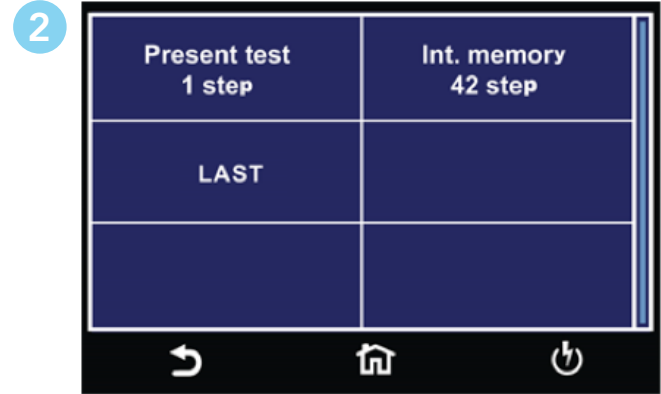 2
Present test
1 step
Int. memory
42 step
LAST